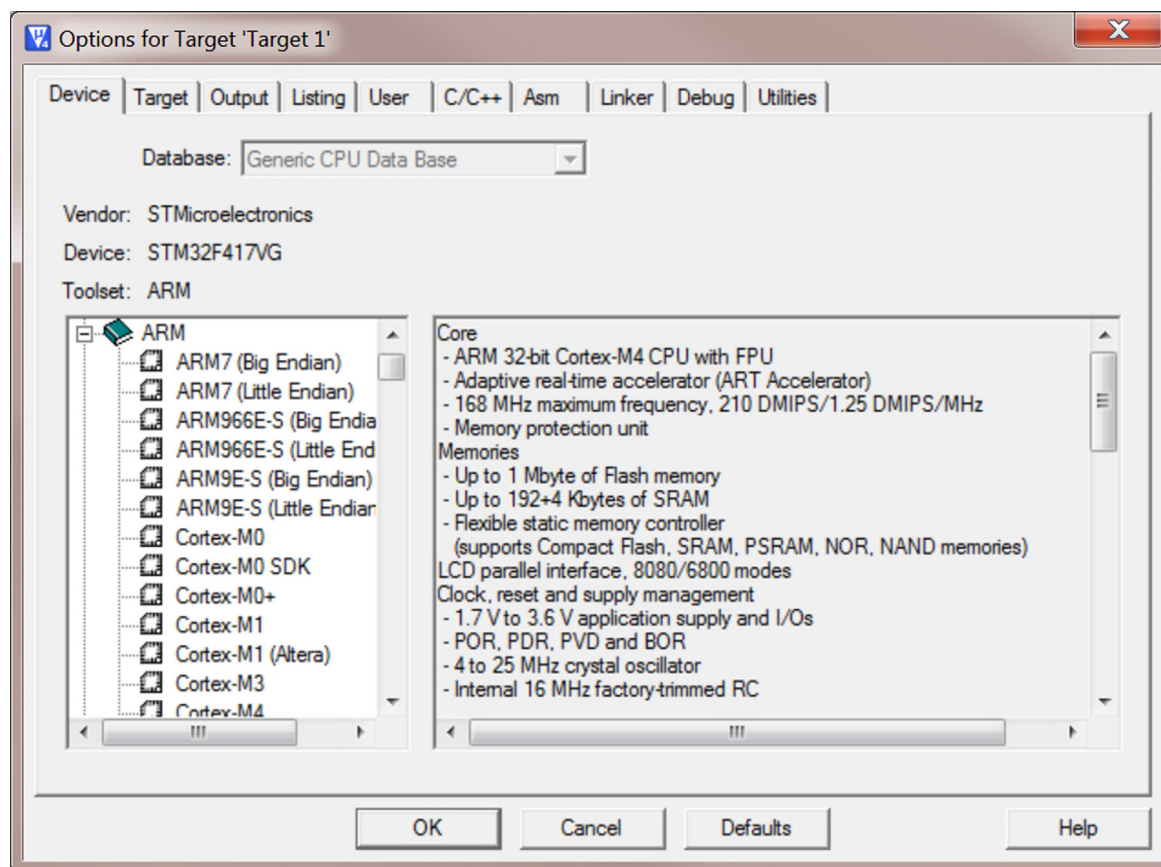 Options for Target 'Target 1'
Device Target Output Listing User C/C++ Asm Linker Debug Utilities
Database: Generic CPU Data Base
Vendor: STMicroelectronics
Device: STM32F417VG
Toolset: ARM
ARM
ARM7 (Big Endian)
ARM7 (Little Endian)
ARM966E-S (Big Endia
ARM966E-S (Little End
ARM9E-S (Big Endian)
ARM9E-S (Little Endian
Cortex-M0
Cortex-M0 SDK
Cortex-M0+
Cortex-M1
Cortex-M1 (Altera)
Cortex-M3
Cortex-M4
Core
- ARM 32-bit Cortex-M4 CPU with FPU
- Adaptive real-time accelerator (ART Accelerator)
- 168 MHz maximum frequency, 210 DMIPS/1.25 DMIPS/MHz
- Memory protection unit
Memories
- Up to 1 Mbyte of Flash memory
- Up to 192+4 Kbytes of SRAM
- Flexible static memory controller
(supports Compact Flash, SRAM, PSRAM, NOR, NAND memories)
LCD parallel interface, 8080/6800 modes
Clock, reset and supply management
- 1.7 V to 3.6 V application supply and I/Os
- POR, PDR, PVD and BOR
- 4 to 25 MHz crystal oscillator
- Internal 16 MHz factory-trimmed RC
OK Cancel Defaults Help